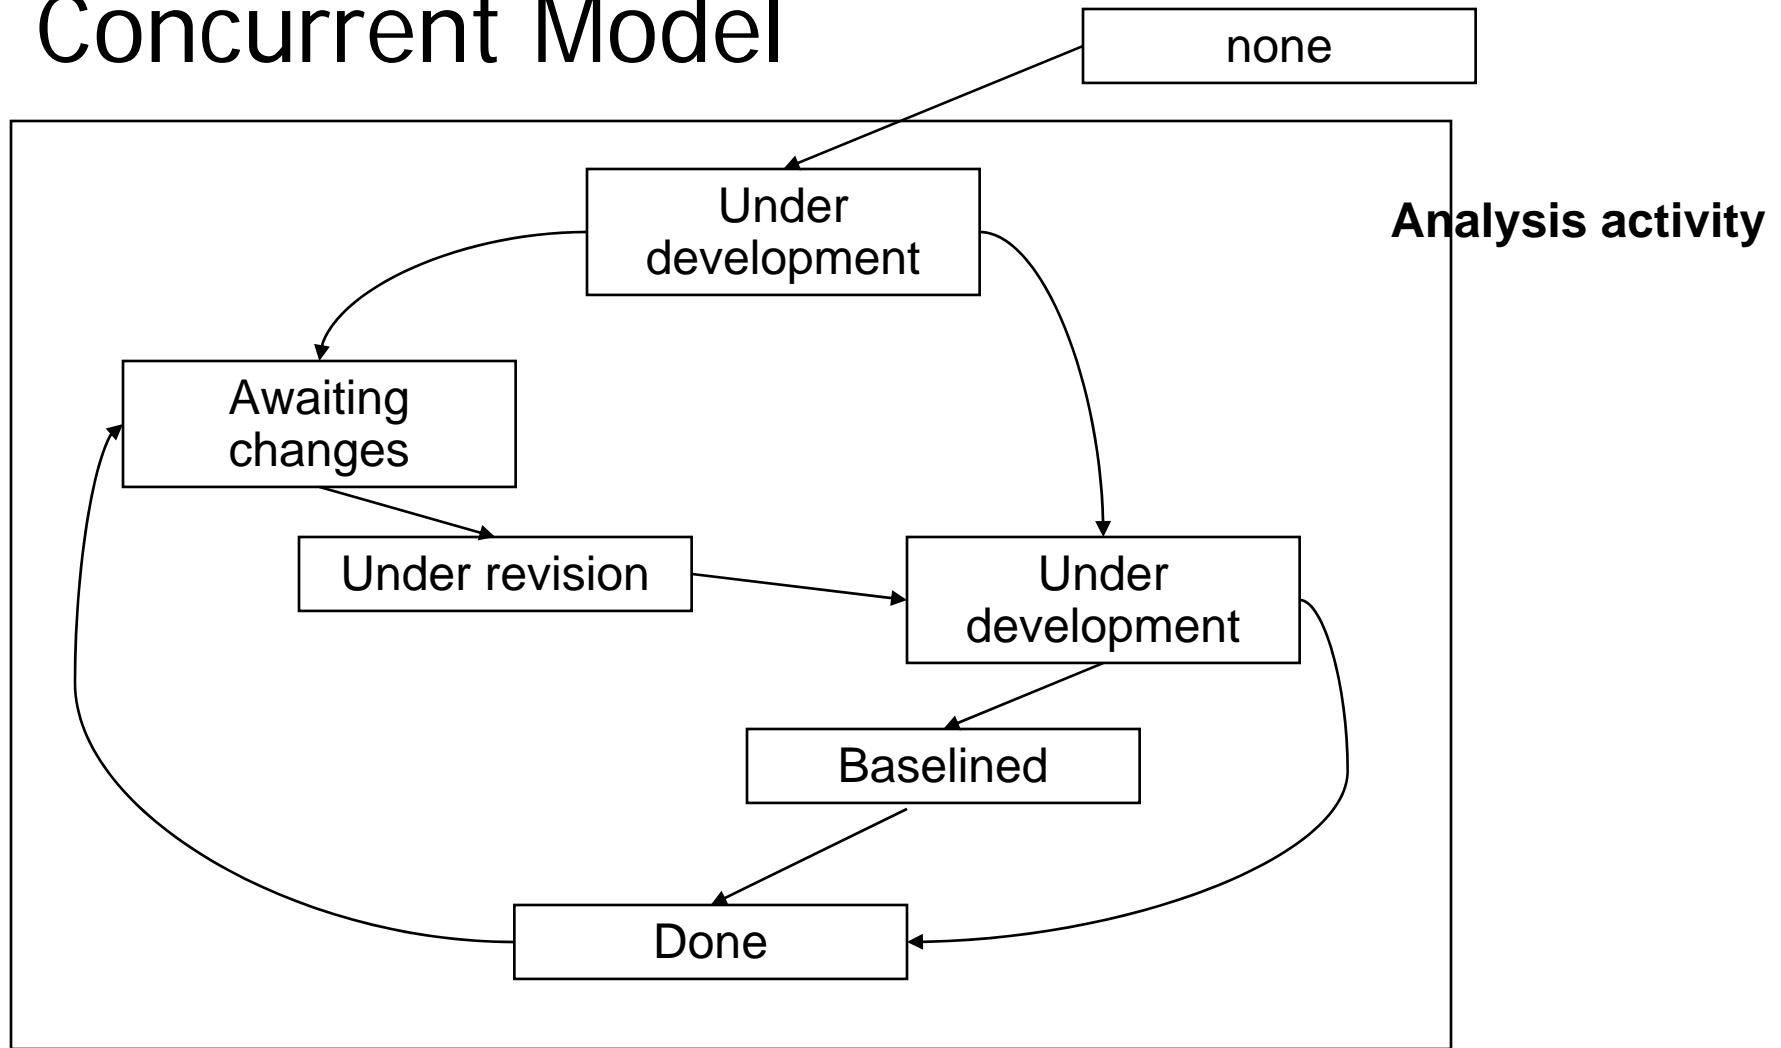 Concurrent Model
none
Under
development
Analysis activity
Awaiting
changes
Under revision
Under
development
Baselined
Done